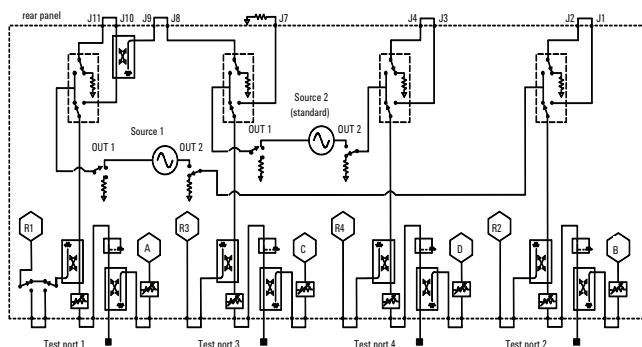 rear panel
J11 J10 J9 J8 J7 J4 J3 J2 J1
Source 2
(standard)
Source 1
OUT 1 OUT 2
OUT 1 OUT 2
R1 A R3 C R4 D R2 B
Test port 1 Test port 3 Test port 4 Test port 2